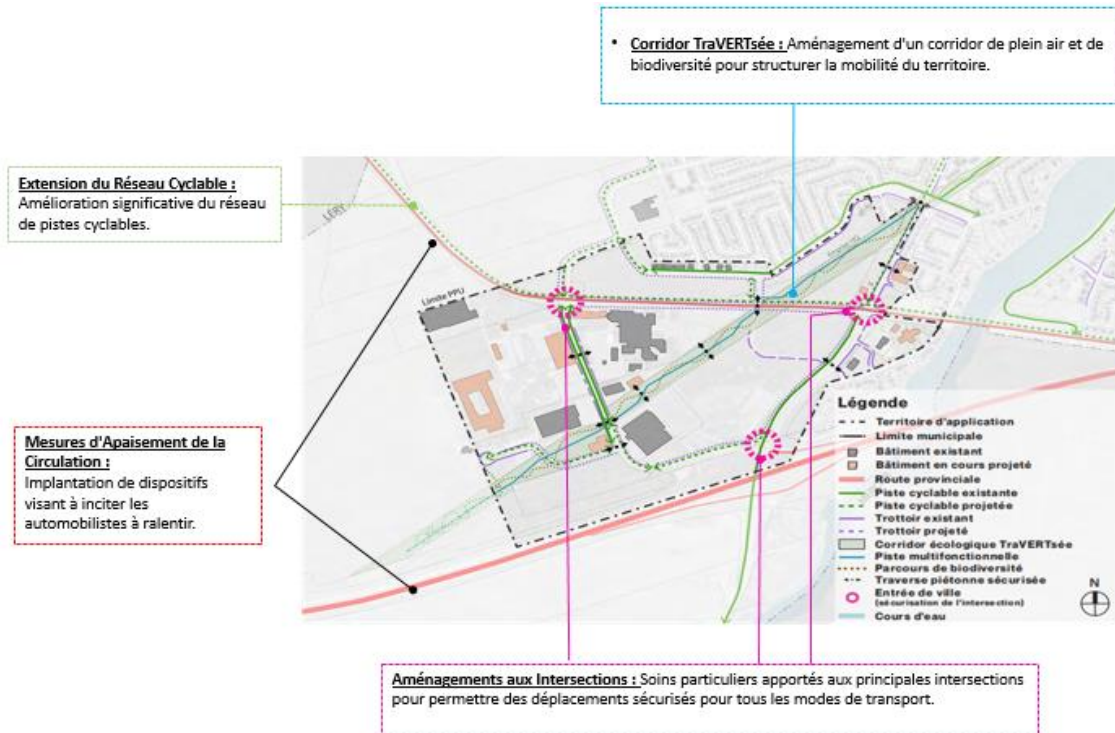 • Corridor TraVERTsée : Aménagement d'un corridor de plein air et de
biodiversité pour structurer la mobilité du territoire.
Extension du Réseau Cyclable :
Amélioration significative du réseau
de pistes cyclables.
LÉRY
Limite PPU
Mesures d'Apaisement de la
Circulation :
Implantation de dispositifs
visant à inciter les
automobilistes à ralentir.
Légende
Territoire d'application
Limite municipale
Bâtiment existant
Bâtiment en cours projeté
Route provinciale
Piste cyclable existante
Piste cyclable projetée
Trottoir existant
Trottoir projeté
Corridor écologique TraVERTsée
Piste multifonctionnelle
Parcours de biodiversité
Traverse piétonne sécurisée
Entrée de ville
(sécurisation de l'intersection)
Cours d'eau
N
Aménagements aux Intersections : Soins particuliers apportés aux principales intersections
pour permettre des déplacements sécurisés pour tous les modes de transport.